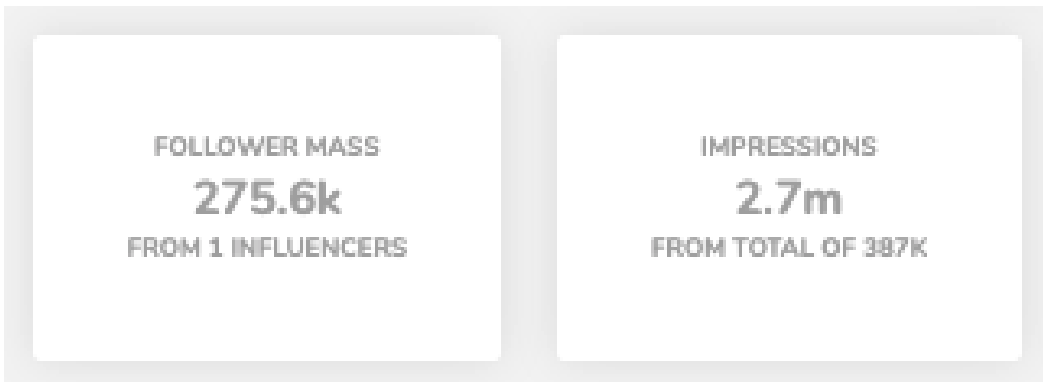 FOLLOWER MASS
275.6k
FROM 1 INFLUENCERS
IMPRESSIONS
2.7m
FROM TOTAL OF 387K